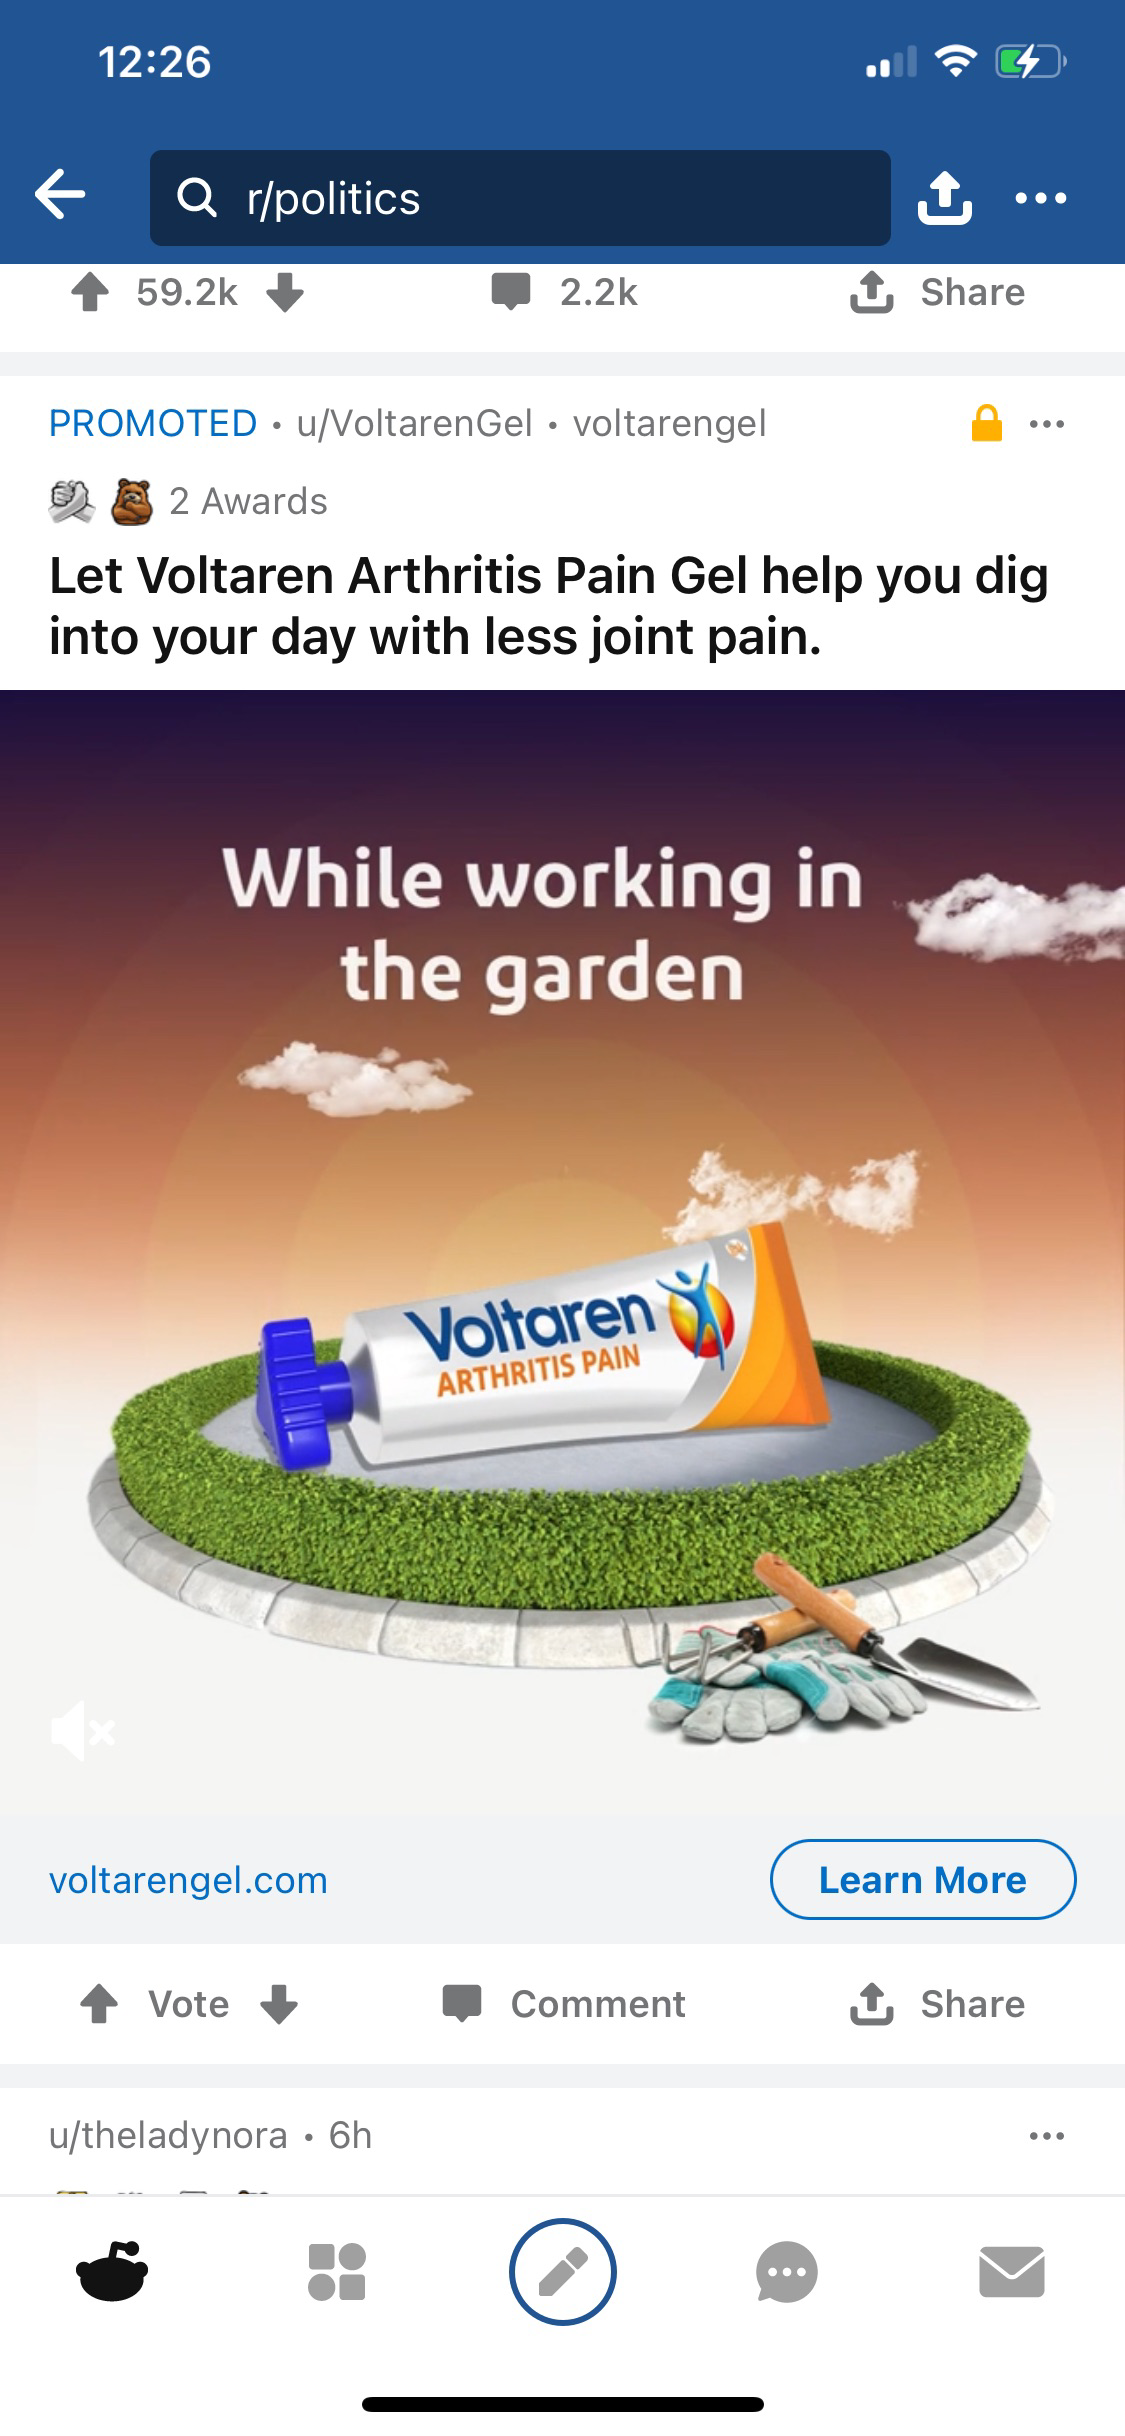 12:26
r/politics
59.2k 2.2k Share
PROMOTED • u/VoltarenGel • voltarengel
2 Awards
Let Voltaren Arthritis Pain Gel help you dig
into your day with less joint pain.
While working in
the garden
Voltaren
ARTHRITIS PAIN
voltarengel.com Learn More
Vote Comment Share
u/theladynora • 6h